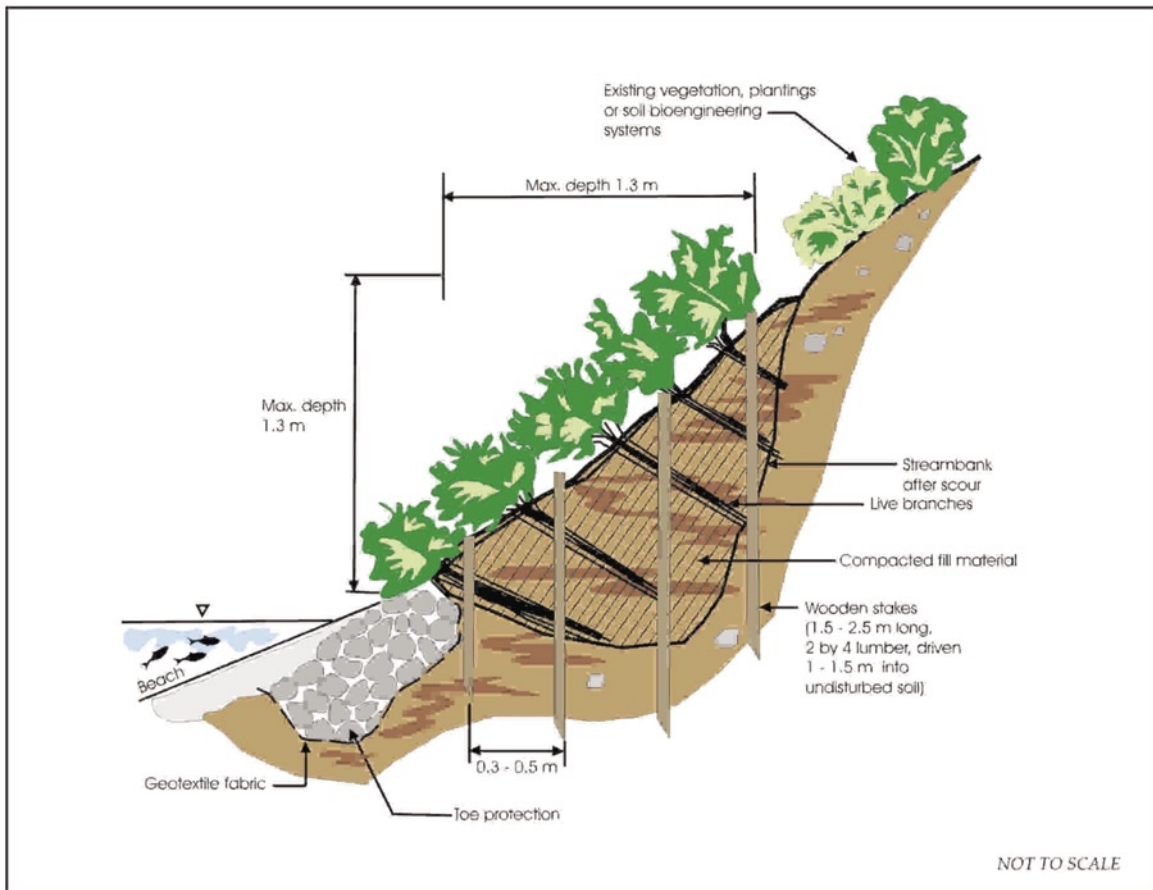 Existing vegetation, plantings
or soil bioengineering
systems
Max. depth 1.3 m
Max. depth
1.3 m
Streambank
after scour
Live branches
Compacted fill material
Wooden stakes
(1.5 - 2.5 m long,
2 by 4 lumber, driven
1 - 1.5 m into
undisturbed soil)
Beach
0.3 - 0.5 m
Geotextile fabric
Toe protection
NOT TO SCALE